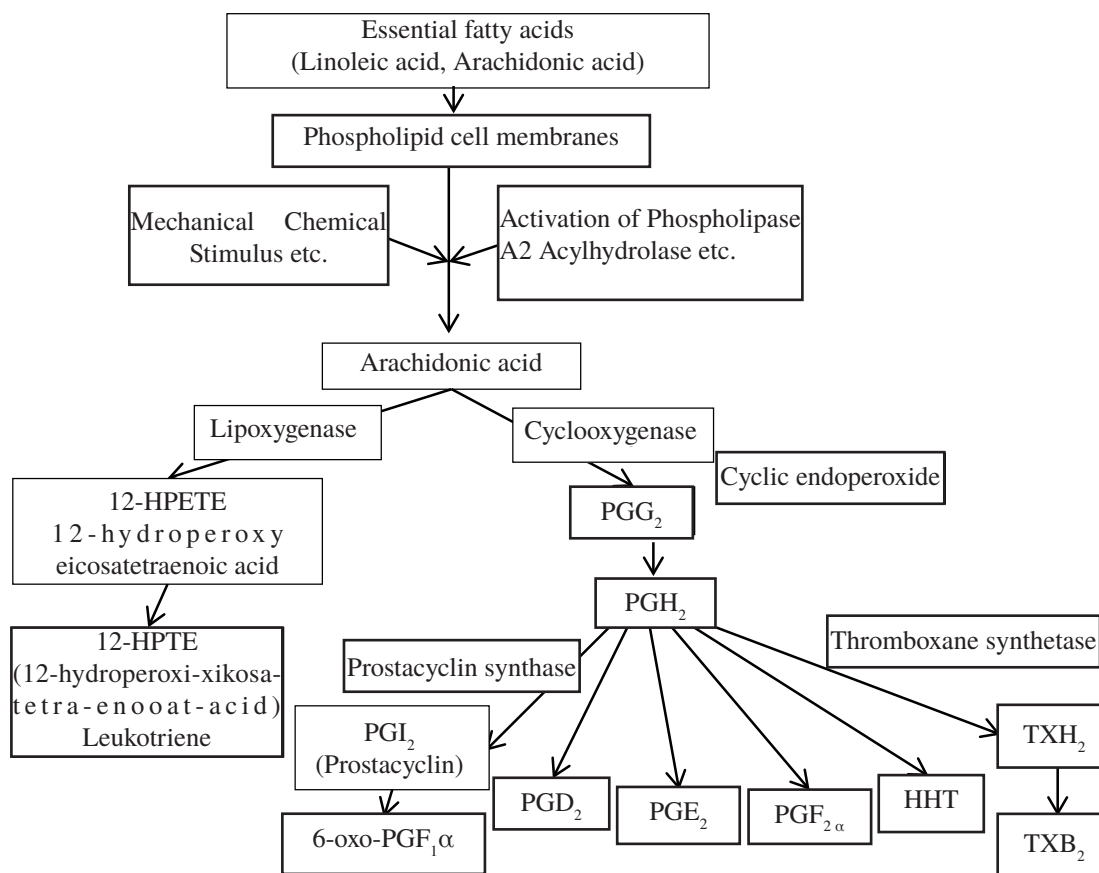 Essential fatty acids
(Linoleic acid, Arachidonic acid)
Phospholipid cell membranes
Mechanical Chemical
Stimulus etc.
Activation of Phospholipase
A2 Acylhydrolase etc.
Arachidonic acid
Lipoxygenase
Cyclooxygenase
Cyclic endoperoxide
12-HPETE
12-hydroperoxy
eicosatetraenoic acid
PGG₂
PGH₂
12-HPTE
(12-hydroperoxi-xikosa-
tetra-enooat-acid)
Leukotriene
Prostacyclin synthase
Thromboxane synthetase
PGI₂
(Prostacyclin)
TXH₂
PGD₂
PGE₂
PGF₂ α
HHT
6-oxo-PGF₁α
TXB₂